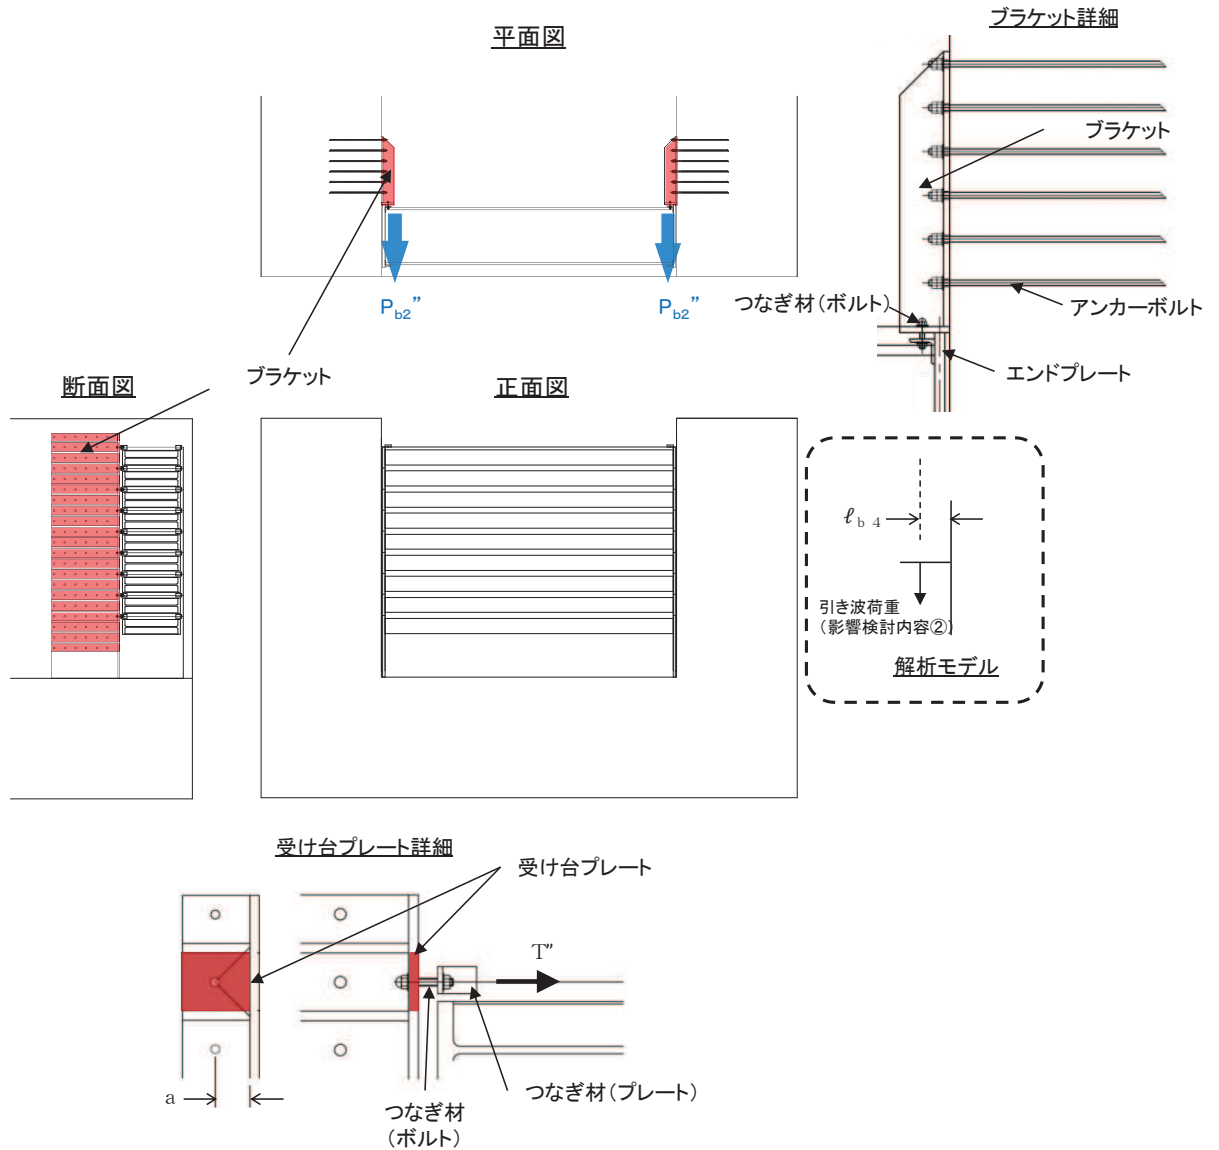 平面図
ブラケット詳細
ブラケット
つなぎ材(ボルト)
アンカーボルト
エンドプレート
Pb2”
Pb2”
ブラケット
断面図
正面図
ℓb4
引き波荷重
(影響検討内容②)
解析モデル
受け台プレート詳細
受け台プレート
T”
a
つなぎ材
(ボルト)
つなぎ材(プレート)